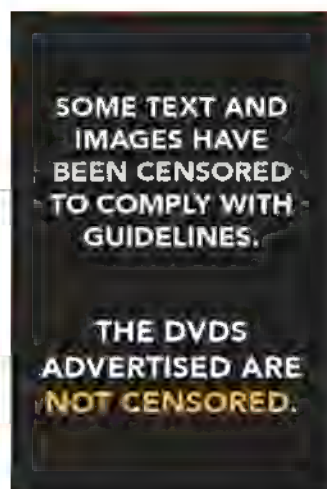 SOME TEXT AND
IMAGES HAVE
BEEN CENSORED
TO COMPLY WITH
GUIDELINES.
THE DVDS
ADVERTISED ARE
NOT CENSORED.